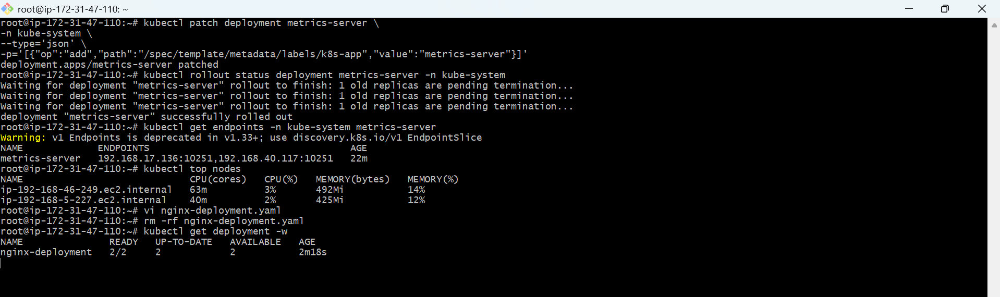 root@ip-172-31-47-110: ~
root@ip-172-31-47-110:~# kubectl patch deployment metrics-server \
-n kube-system \
--type='json' \
-p='[{"op":"add","path":"/spec/template/metadata/labels/k8s-app","value":"metrics-server"}]'
deployment.apps/metrics-server patched
root@ip-172-31-47-110:~# kubectl rollout status deployment metrics-server -n kube-system
Waiting for deployment "metrics-server" rollout to finish: 1 old replicas are pending termination...
Waiting for deployment "metrics-server" rollout to finish: 1 old replicas are pending termination...
Waiting for deployment "metrics-server" rollout to finish: 1 old replicas are pending termination...
deployment "metrics-server" successfully rolled out
root@ip-172-31-47-110:~# kubectl get endpoints -n kube-system metrics-server
Warning: v1 Endpoints is deprecated in v1.33+; use discovery.k8s.io/v1 EndpointSlice
NAME ENDPOINTS AGE
metrics-server 192.168.17.136:10251,192.168.40.117:10251 22m
root@ip-172-31-47-110:~# kubectl top nodes
NAME CPU(cores) CPU(%) MEMORY(bytes) MEMORY(%)
ip-192-168-46-249.ec2.internal 63m 3% 492Mi 14%
ip-192-168-5-227.ec2.internal 40m 2% 425Mi 12%
root@ip-172-31-47-110:~# vi nginx-deployment.yaml
root@ip-172-31-47-110:~# rm -rf nginx-deployment.yaml
root@ip-172-31-47-110:~# kubectl get deployment -w
NAME READY UP-TO-DATE AVAILABLE AGE
nginx-deployment 2/2 2 2 2m18s